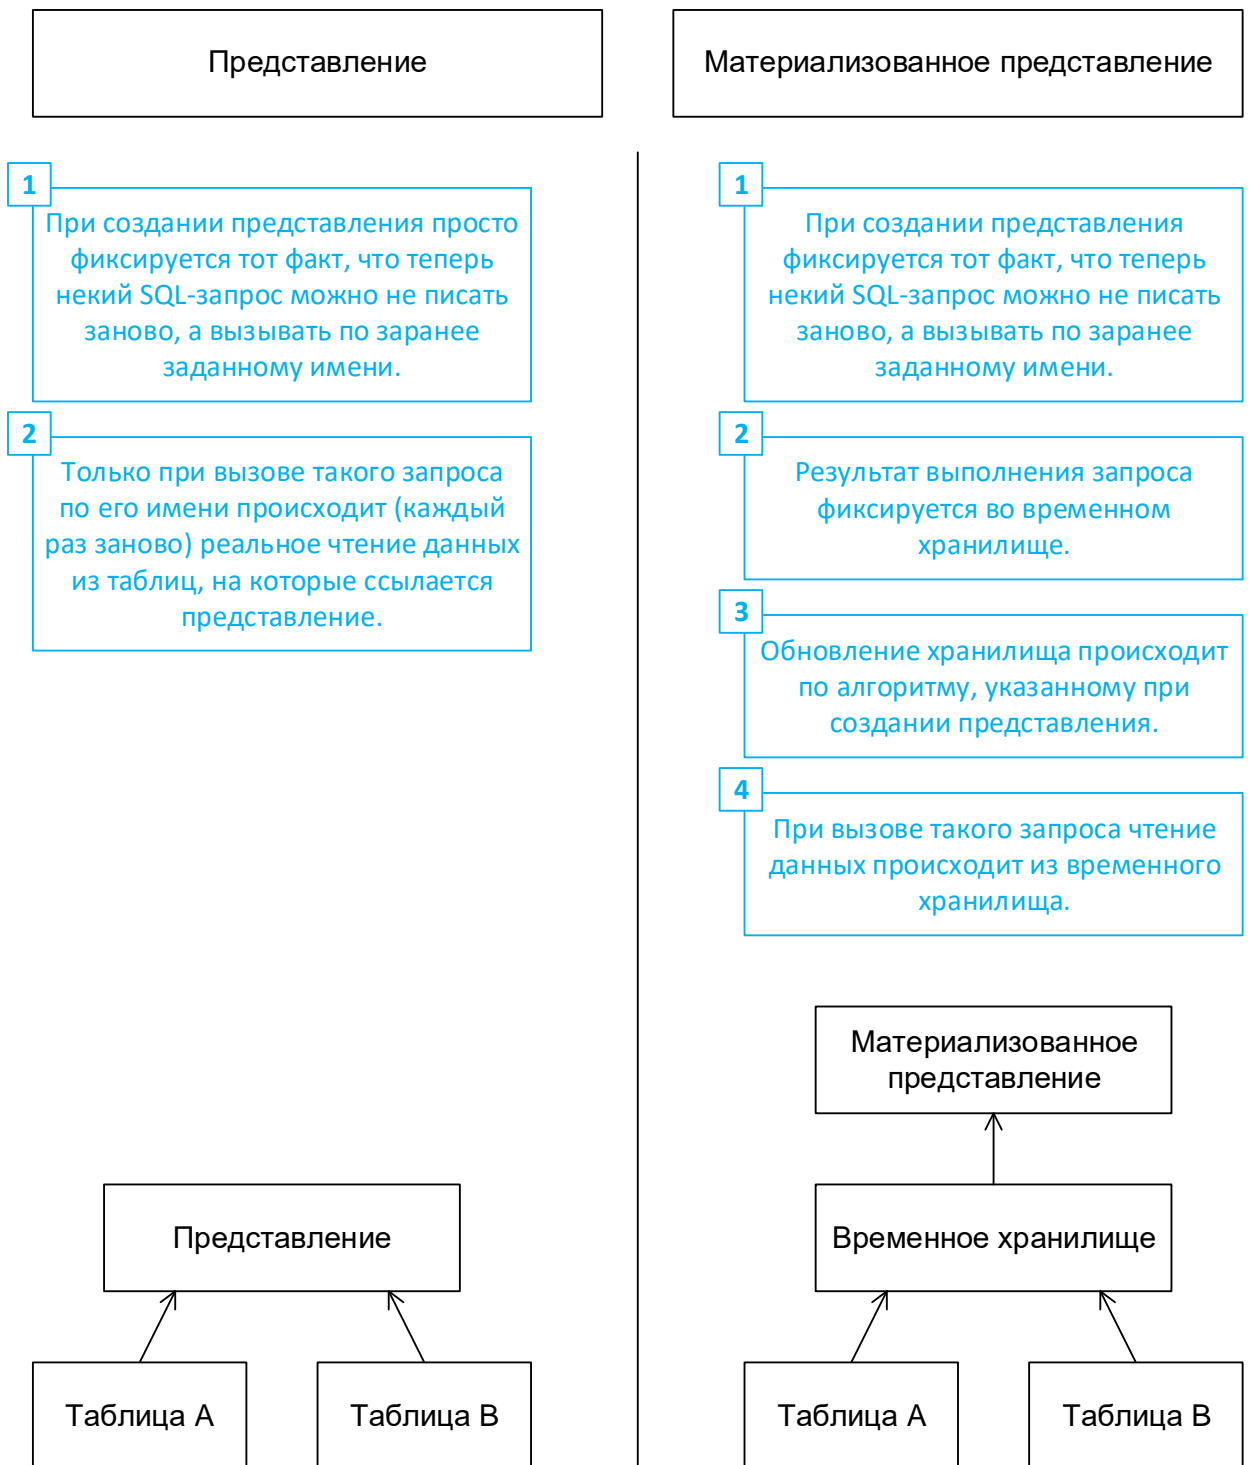 Представление
Материализованное представление
1
При создании представления просто
фиксируется тот факт, что теперь
некий SQL-запрос можно не писать
заново, а вызывать по заранее
заданному имени.
2
Только при вызове такого запроса
по его имени происходит (каждый
раз заново) реальное чтение данных
из таблиц, на которые ссылается
представление.
Представление
Таблица A
Таблица B
1
При создании представления
фиксируется тот факт, что теперь
некий SQL-запрос можно не писать
заново, а вызывать по заранее
заданному имени.
2
Результат выполнения запроса
фиксируется во временном
хранилище.
3
Обновление хранилища происходит
по алгоритму, указанному при
создании представления.
4
При вызове такого запроса чтение
данных происходит из временного
хранилища.
Материализованное
представление
Временное хранилище
Таблица A
Таблица B